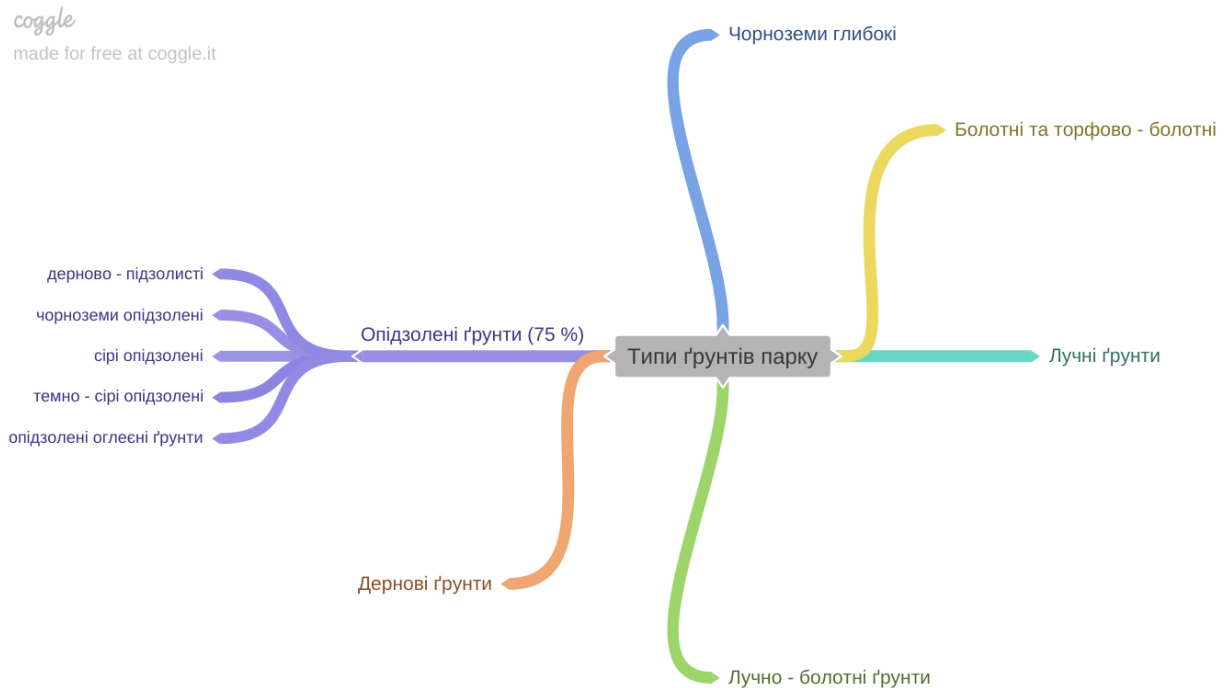 coggle
made for free at coggle.it
Чорноземи глибокі
Болотні та торфово - болотні
дерново - підзолисті
чорноземи опідзолені
Опідзолені ґрунти (75 %)
сірі опідзолені
Типи ґрунтів парку
Лучні ґрунти
темно - сірі опідзолені
опідзолені оглеєні ґрунти
Дернові ґрунти
Лучно - болотні ґрунти